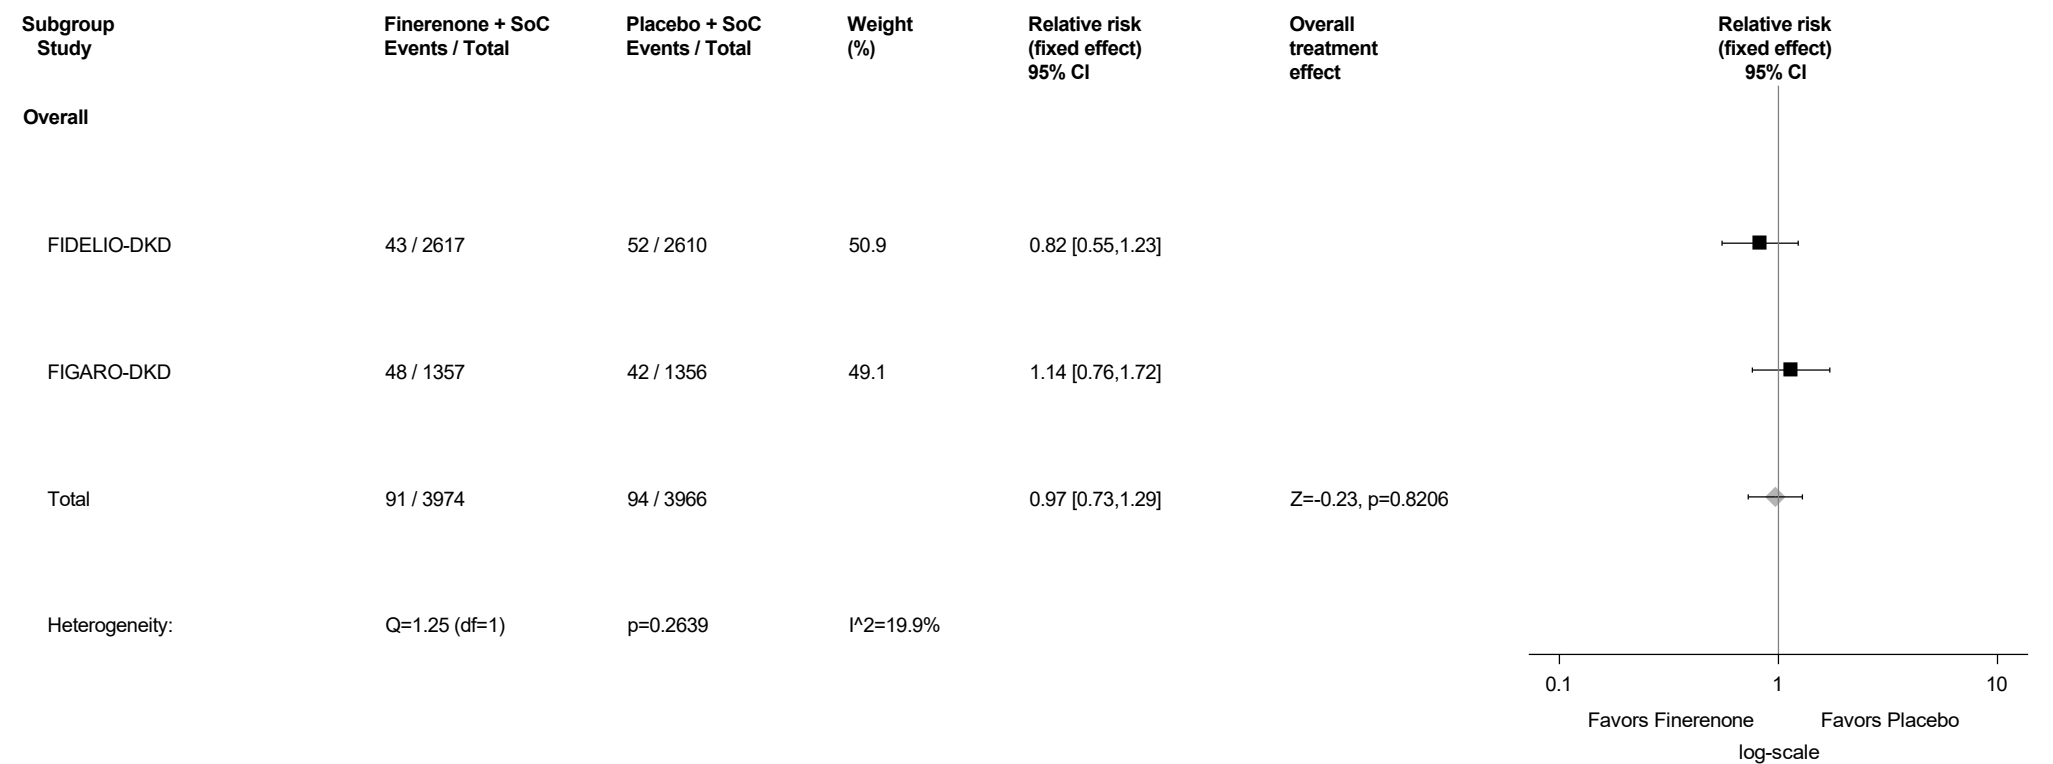 Subgroup Finerenone + SoC Placebo + SoC Weight Relative risk Overall Relative risk
Study Events / Total Events / Total (%) (fixed effect) treatment (fixed effect)
95% CI effect 95% CI
Overall
FIDELIO-DKD 43 / 2617 52 / 2610 50.9 0.82 [0.55,1.23]
FIGARO-DKD 48 / 1357 42 / 1356 49.1 1.14 [0.76,1.72]
Total 91 / 3974 94 / 3966 0.97 [0.73,1.29] Z=-0.23, p=0.8206
Heterogeneity: Q=1.25 (df=1) p=0.2639 I^2=19.9%
0.1 1 10
Favors Finerenone Favors Placebo
log-scale